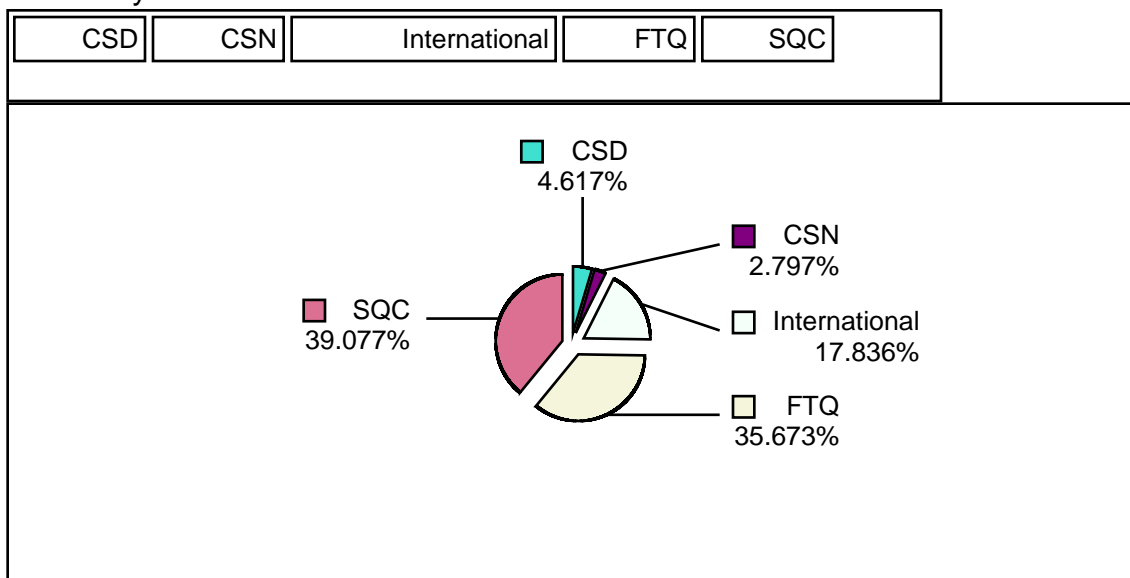 CSD CSN International FTQ SQC
CSD
4.617%
CSN
2.797%
SQC
39.077%
International
17.836%
FTQ
35.673%